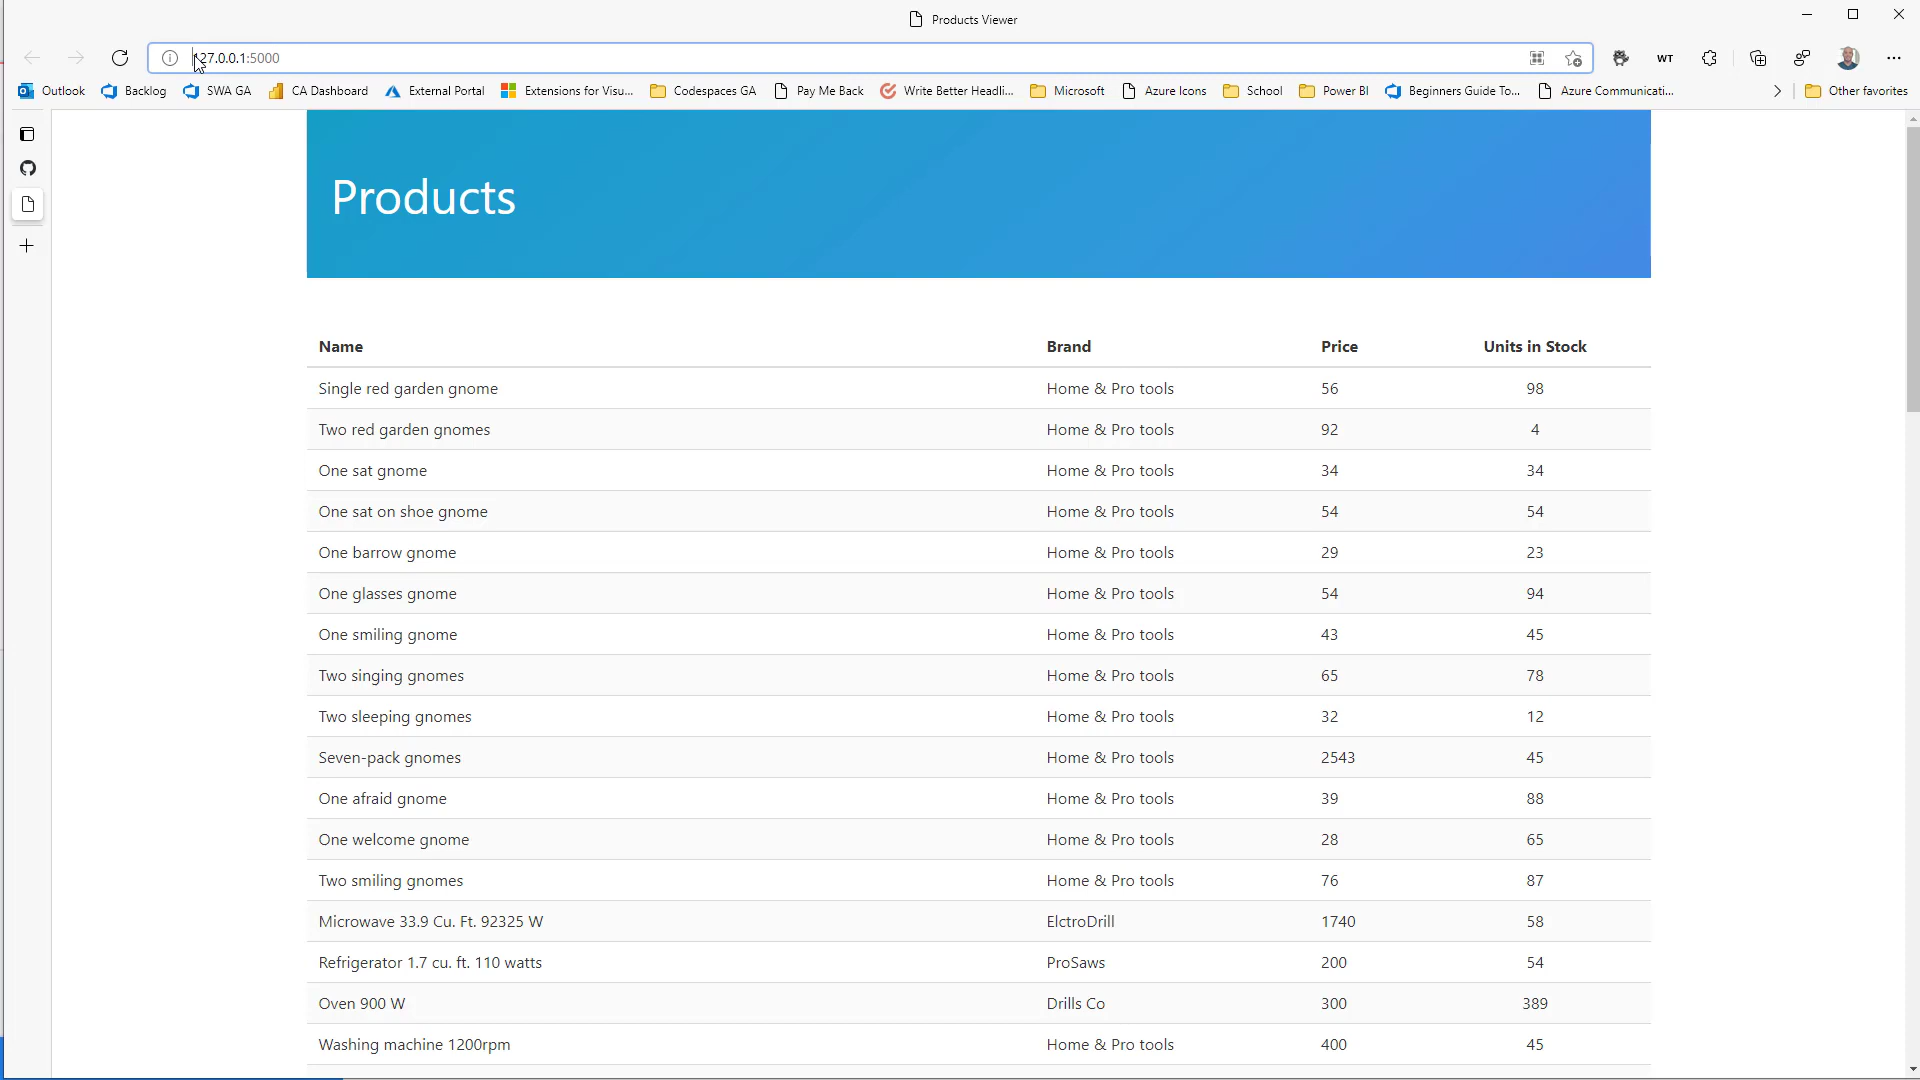 Products Viewer
127.0.0.1:5000
WT
Outlook Backlog SWA GA CA Dashboard External Portal Extensions for Visu... Codespaces GA Pay Me Back Write Better Headli... Microsoft Azure Icons School Power BI Beginners Guide To... Azure Communicati... Other favorites
Products
Name Brand Price Units in Stock
Single red garden gnome Home & Pro tools 56 98
Two red garden gnomes Home & Pro tools 92 4
One sat gnome Home & Pro tools 34 34
One sat on shoe gnome Home & Pro tools 54 54
One barrow gnome Home & Pro tools 29 23
One glasses gnome Home & Pro tools 54 94
One smiling gnome Home & Pro tools 43 45
Two singing gnomes Home & Pro tools 65 78
Two sleeping gnomes Home & Pro tools 32 12
Seven-pack gnomes Home & Pro tools 2543 45
One afraid gnome Home & Pro tools 39 88
One welcome gnome Home & Pro tools 28 65
Two smiling gnomes Home & Pro tools 76 87
Microwave 33.9 Cu. Ft. 92325 W ElctroDrill 1740 58
Refrigerator 1.7 cu. ft. 110 watts ProSaws 200 54
Oven 900 W Drills Co 300 389
Washing machine 1200rpm Home & Pro tools 400 45